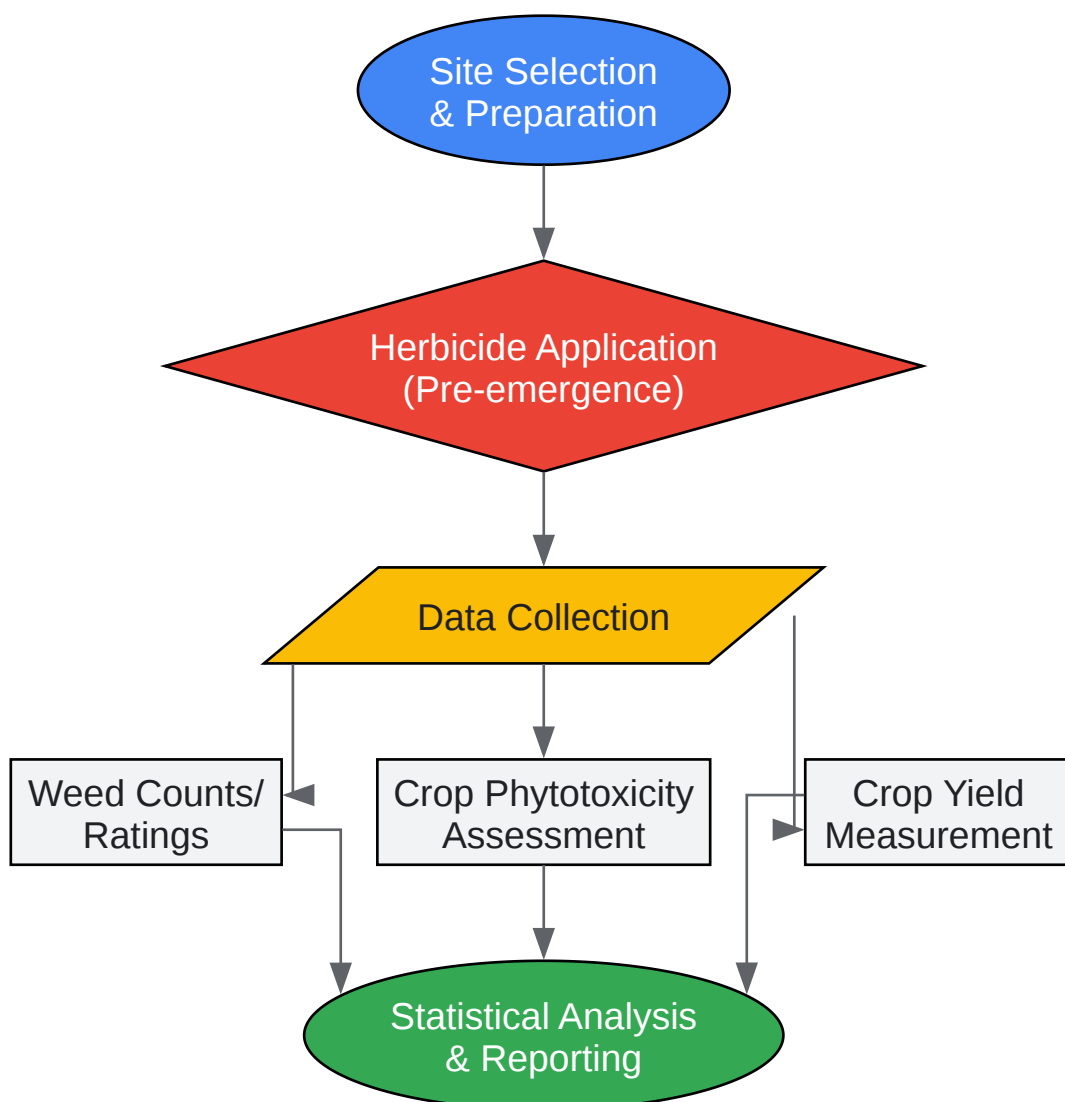 Site Selection
& Preparation
Herbicide Application
(Pre-emergence)
Data Collection
Weed Counts/
Ratings
Crop Phytotoxicity
Assessment
Crop Yield
Measurement
Statistical Analysis
& Reporting